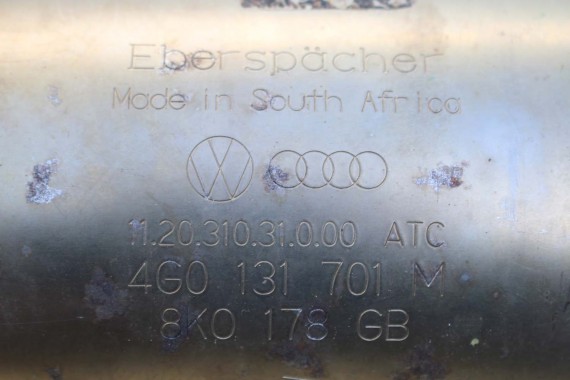 Eberspächer
Made in South Africa
11.20.310.31.0.00 ATC
4G0 131 701 M
8K0 178 GB